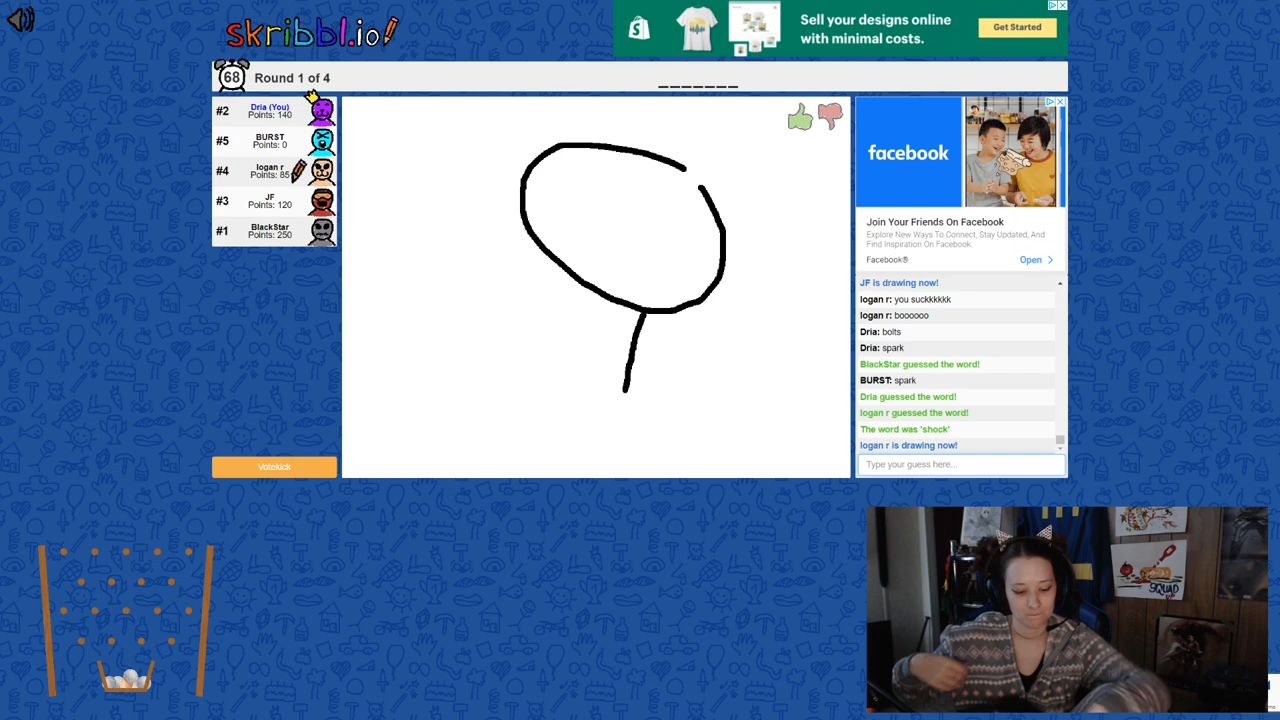 skribbl.io
Sell your designs online
with minimal costs.
Get Started
68
Round 1 of 4
_______
#2 Dria (You)
Points: 140
#5 BURST
Points: 0
#4 logan r
Points: 85
#3 JF
Points: 120
#1 BlackStar
Points: 250
Votekick
facebook
Join Your Friends On Facebook
Explore New Ways To Connect, Stay Updated, And
Find Inspiration On Facebook.
Facebook®
Open
JF is drawing now!
logan r: you suckkkkkk
logan r: boooooo
Dria: bolts
Dria: spark
BlackStar guessed the word!
BURST: spark
Dria guessed the word!
logan r guessed the word!
The word was 'shock'
logan r is drawing now!
Type your guess here...
SQUAD